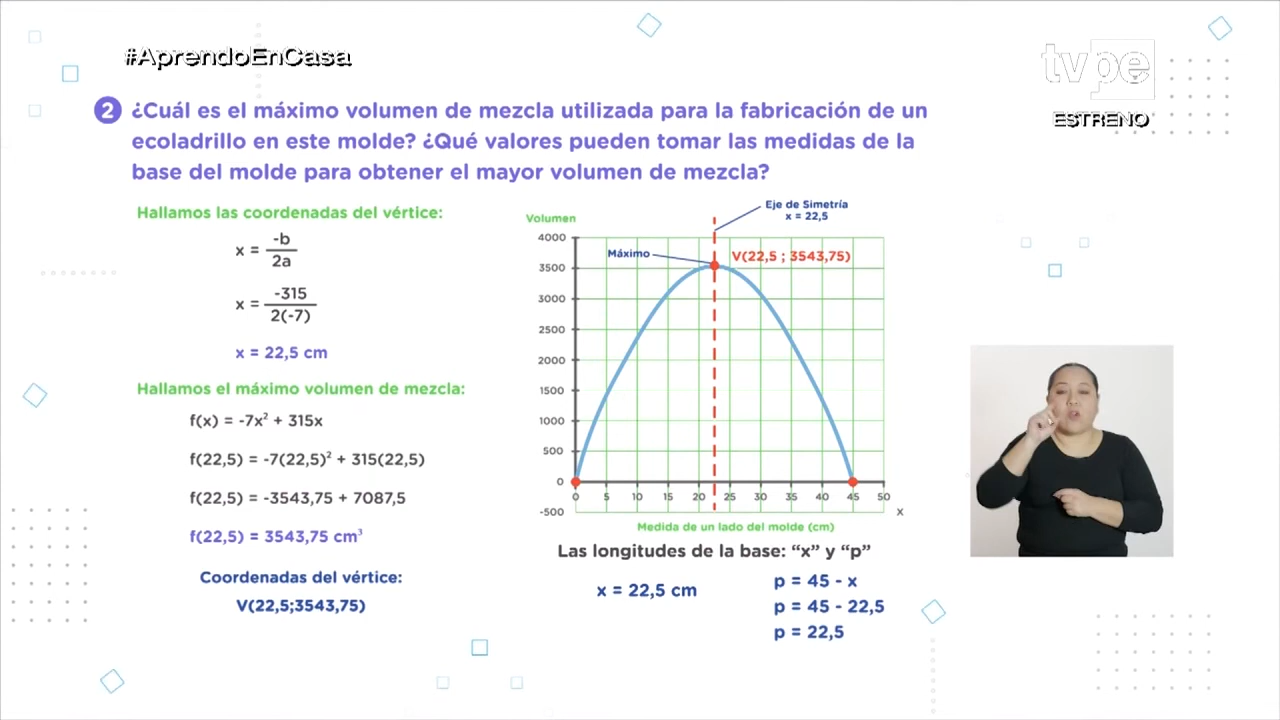 #AprendoEnCasa
tvpe
ESTRENO
2 ¿Cuál es el máximo volumen de mezcla utilizada para la fabricación de un
ecoladrillo en este molde? ¿Qué valores pueden tomar las medidas de la
base del molde para obtener el mayor volumen de mezcla?
Hallamos las coordenadas del vértice:
x = -b / 2a
x = -315 / 2(-7)
x = 22,5 cm
Hallamos el máximo volumen de mezcla:
f(x) = -7x² + 315x
f(22,5) = -7(22,5)² + 315(22,5)
f(22,5) = -3543,75 + 7087,5
f(22,5) = 3543,75 cm³
Coordenadas del vértice:
V(22,5;3543,75)
Eje de Simetría
x = 22,5
Volumen
Máximo
V(22,5 ; 3543,75)
4000
3500
3000
2500
2000
1500
1000
500
0
-500
0 5 10 15 20 25 30 35 40 45 50
x
Medida de un lado del molde (cm)
Las longitudes de la base: “x” y “p”
x = 22,5 cm
p = 45 - x
p = 45 - 22,5
p = 22,5